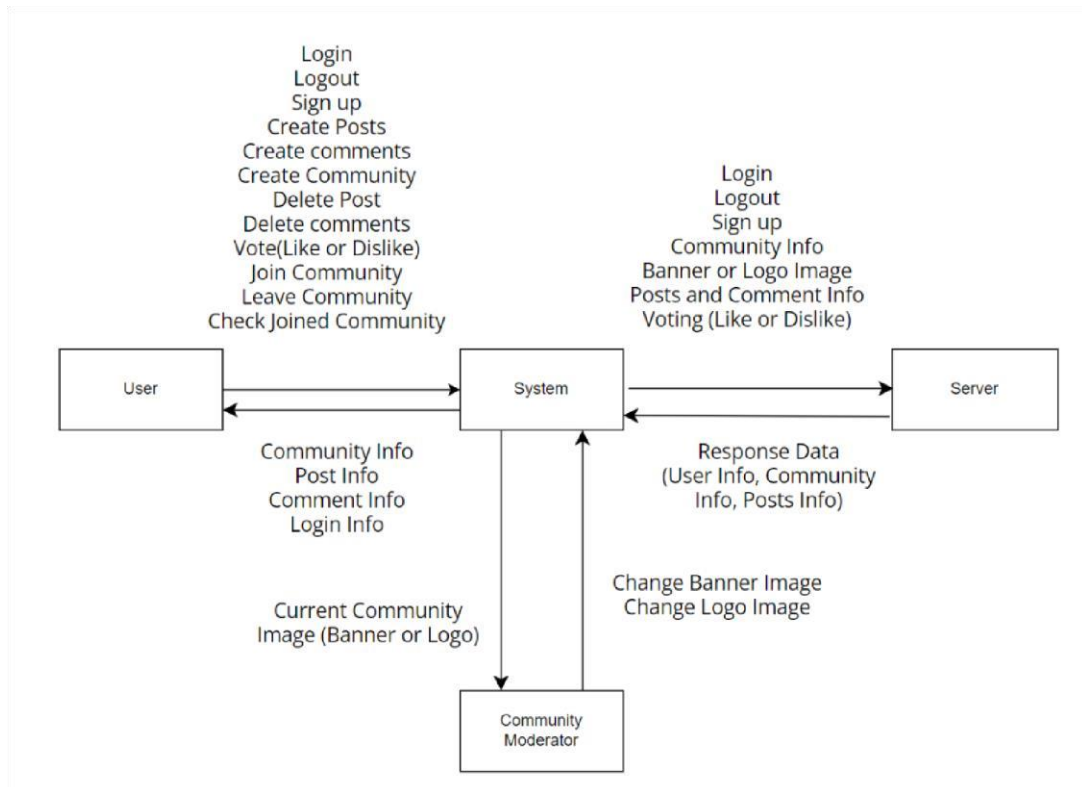 Login
Logout
Sign up
Create Posts
Create comments
Create Community
Delete Post
Delete comments
Vote(Like or Dislike)
Join Community
Leave Community
Check Joined Community
Login
Logout
Sign up
Community Info
Banner or Logo Image
Posts and Comment Info
Voting (Like or Dislike)
User
System
Server
Community Info
Post Info
Comment Info
Login Info
Response Data
(User Info, Community
Info, Posts Info)
Current Community
Image (Banner or Logo)
Change Banner Image
Change Logo Image
Community
Moderator